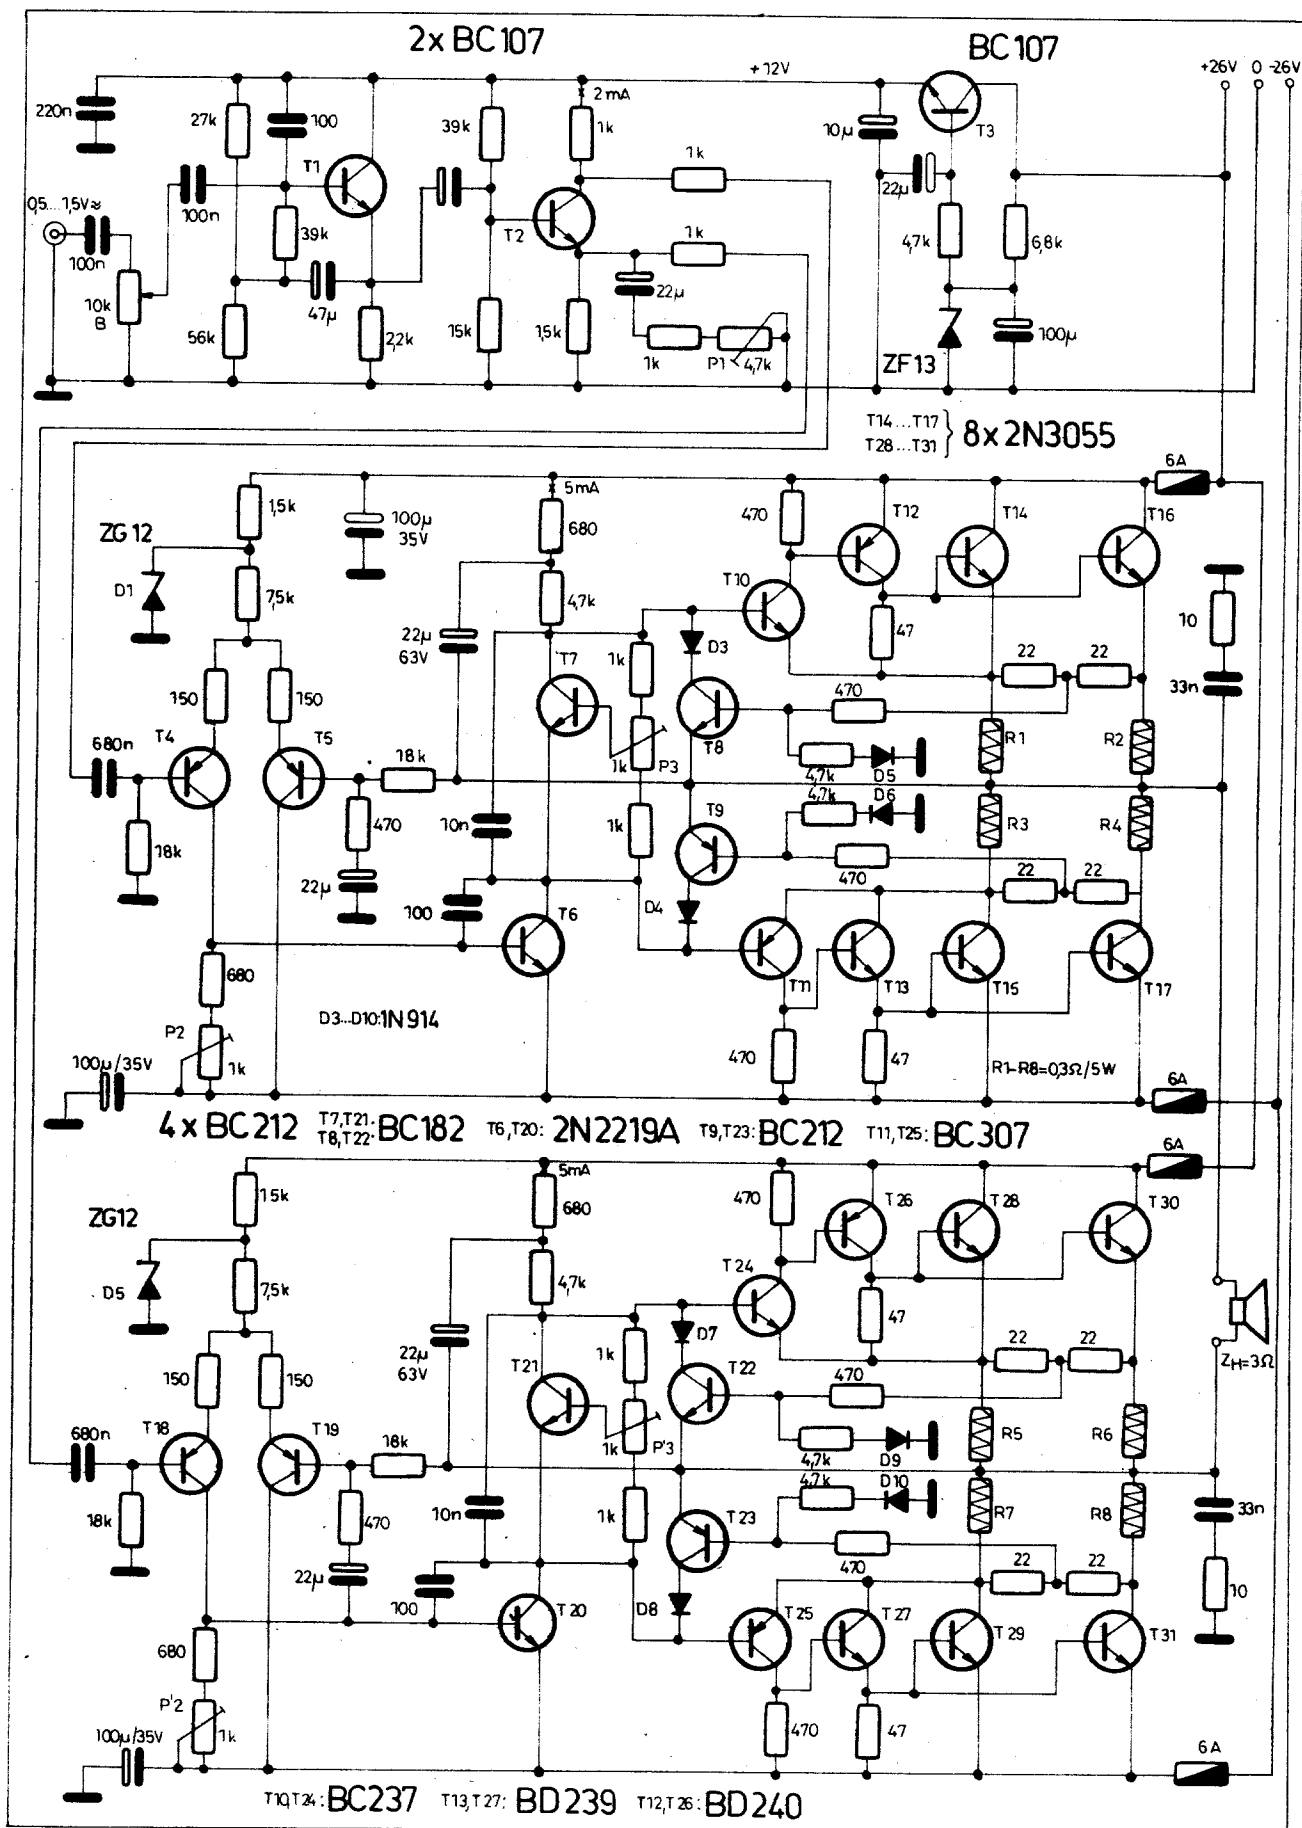 2x BC107
BC107
+12V
+26V 0 -26V
220n
27k
100
T1
39k
2mA
1k
10µ
T3
22µ
1k
0,5...1,5V≈
100n
39k
T2
4,7k
6,8k
100n
1k
10k
B
47µ
22µ
56k
2,2k
15k
1,5k
1k
P1
4,7k
ZF13
100µ
T14...T17
T28...T31
8x2N3055
6A
5mA
1,5k
ZG12
100µ
35V
680
470
T12
T14
T16
D1
7,5k
4,7k
T10
22µ
63V
T7
1k
D3
47
10
22
22
33n
150
150
470
T8
R1
R2
T4
680n
T5
18k
1k
P3
4,7k
D5
4,7k
D6
T9
R3
R4
18k
470
10n
1k
470
22
22
22µ
100
T6
D4
T11
T13
T15
T17
680
D3...D10:1N914
P2
1k
100µ/35V
470
47
R1-R8=0,3Ω/5W
6A
4xBC212
T7,T21:
T8,T22:
BC182
T6,T20: 2N2219A
T9,T23: BC212
T11,T25: BC307
6A
5mA
15k
680
470
T26
T28
T30
ZG12
D5
7,5k
4,7k
T24
22µ
63V
T21
1k
D7
47
22
22
ZH=3Ω
150
150
T22
470
T18
680n
T19
18k
1k
P'3
4,7k
D9
4,7k
D10
R5
R6
18k
470
10n
1k
T23
R7
R8
33n
470
22
22
22µ
100
T20
D8
T25
T27
T29
T31
10
680
P'2
1k
100µ/35V
470
47
6A
T10,T24: BC237
T13,T27: BD239
T12,T26: BD240